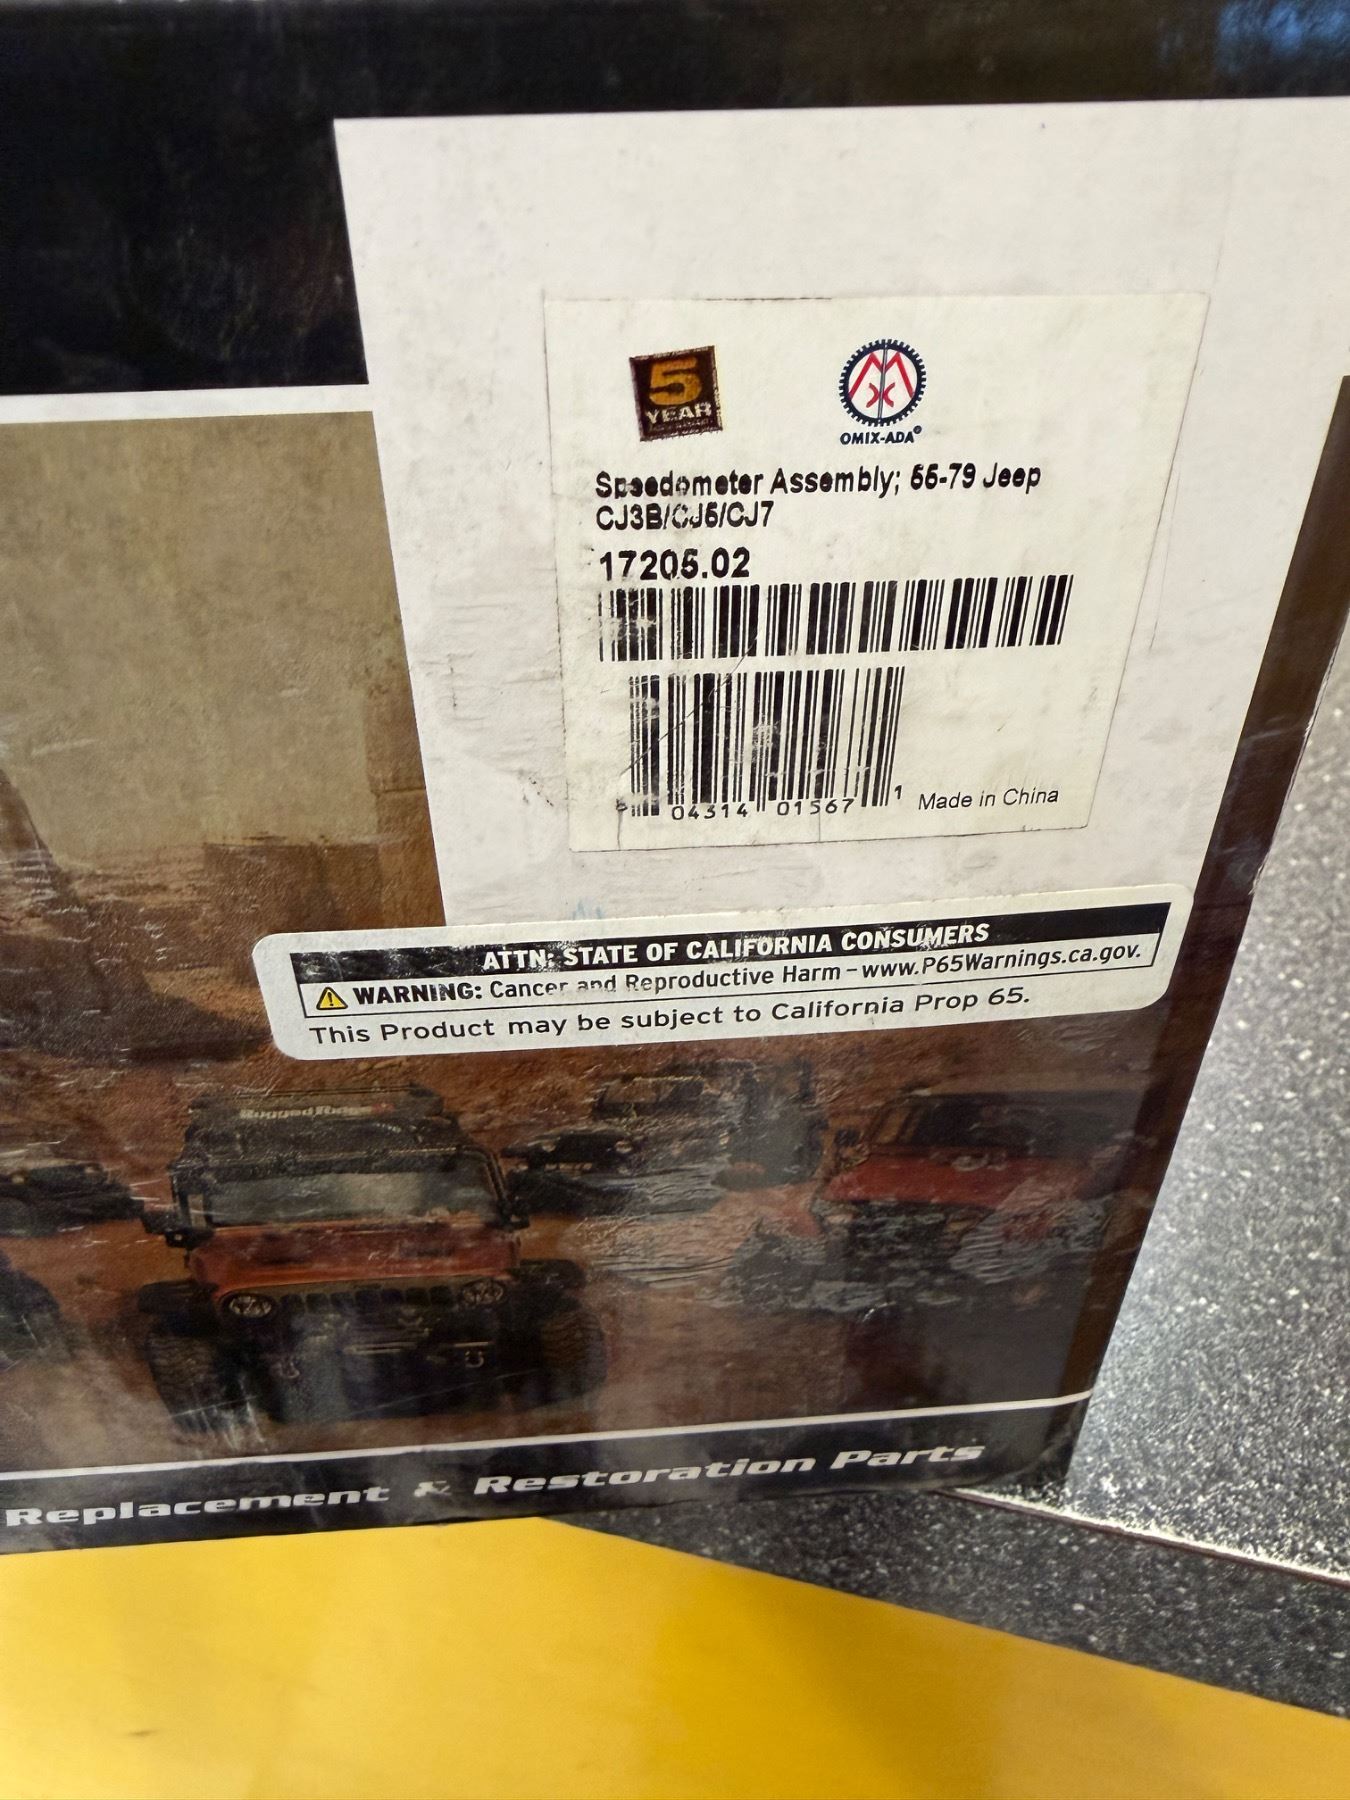 5
YEAR
OMIX-ADA®
Speedometer Assembly; 55-79 Jeep
CJ3B/CJ5/CJ7
17205.02
04314 01567 1
Made in China
ATTN: STATE OF CALIFORNIA CONSUMERS
WARNING: Cancer and Reproductive Harm – www.P65Warnings.ca.gov.
This Product may be subject to California Prop 65.
Rugged Ridge
Replacement & Restoration Parts